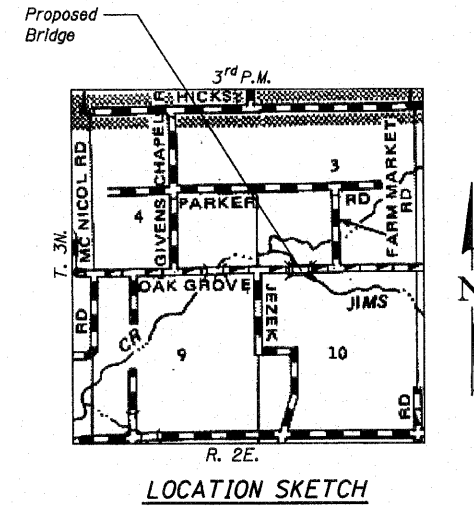 Proposed
Bridge
3rd P.M.
HICKS
MC NICOL RD
GIVENS CHAPEL R
FARM MARKET RD
3
4
PARKER RD
T. 3N.
N
OAK GROVE
JEZEK
JIMS
RD
CR
9
10
RD
R. 2E.
LOCATION SKETCH